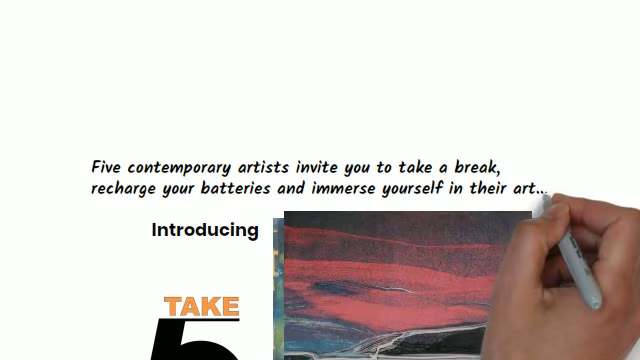 Five contemporary artists invite you to take a break,
recharge your batteries and immerse yourself in their art...
Introducing
TAKE
5